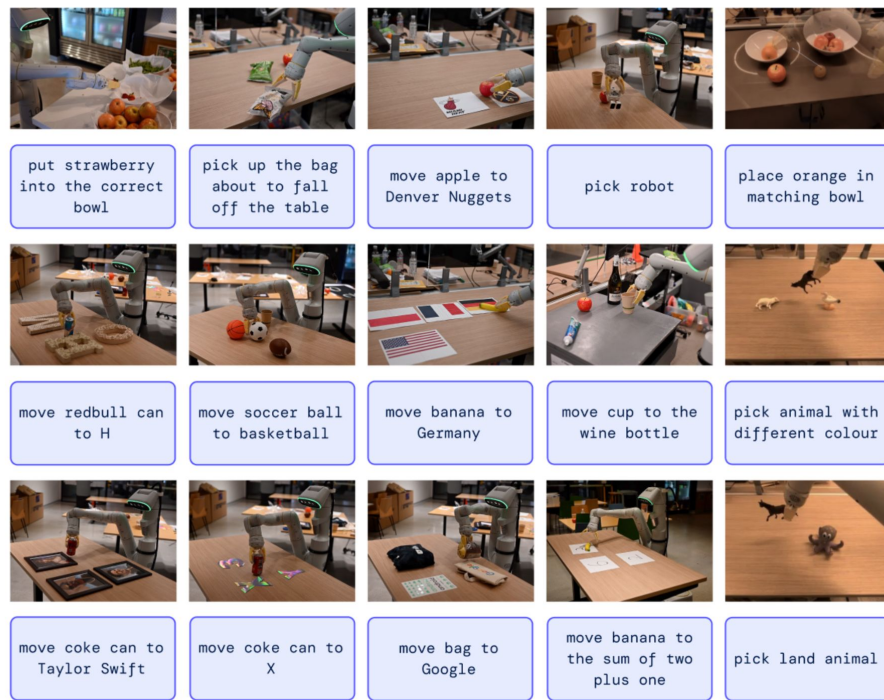 put strawberry
into the correct
bowl
pick up the bag
about to fall
off the table
move apple to
Denver Nuggets
pick robot
place orange in
matching bowl
move redbull can
to H
move soccer ball
to basketball
move banana to
Germany
move cup to the
wine bottle
pick animal with
different colour
move coke can to
Taylor Swift
move coke can to
X
move bag to
Google
move banana to
the sum of two
plus one
pick land animal